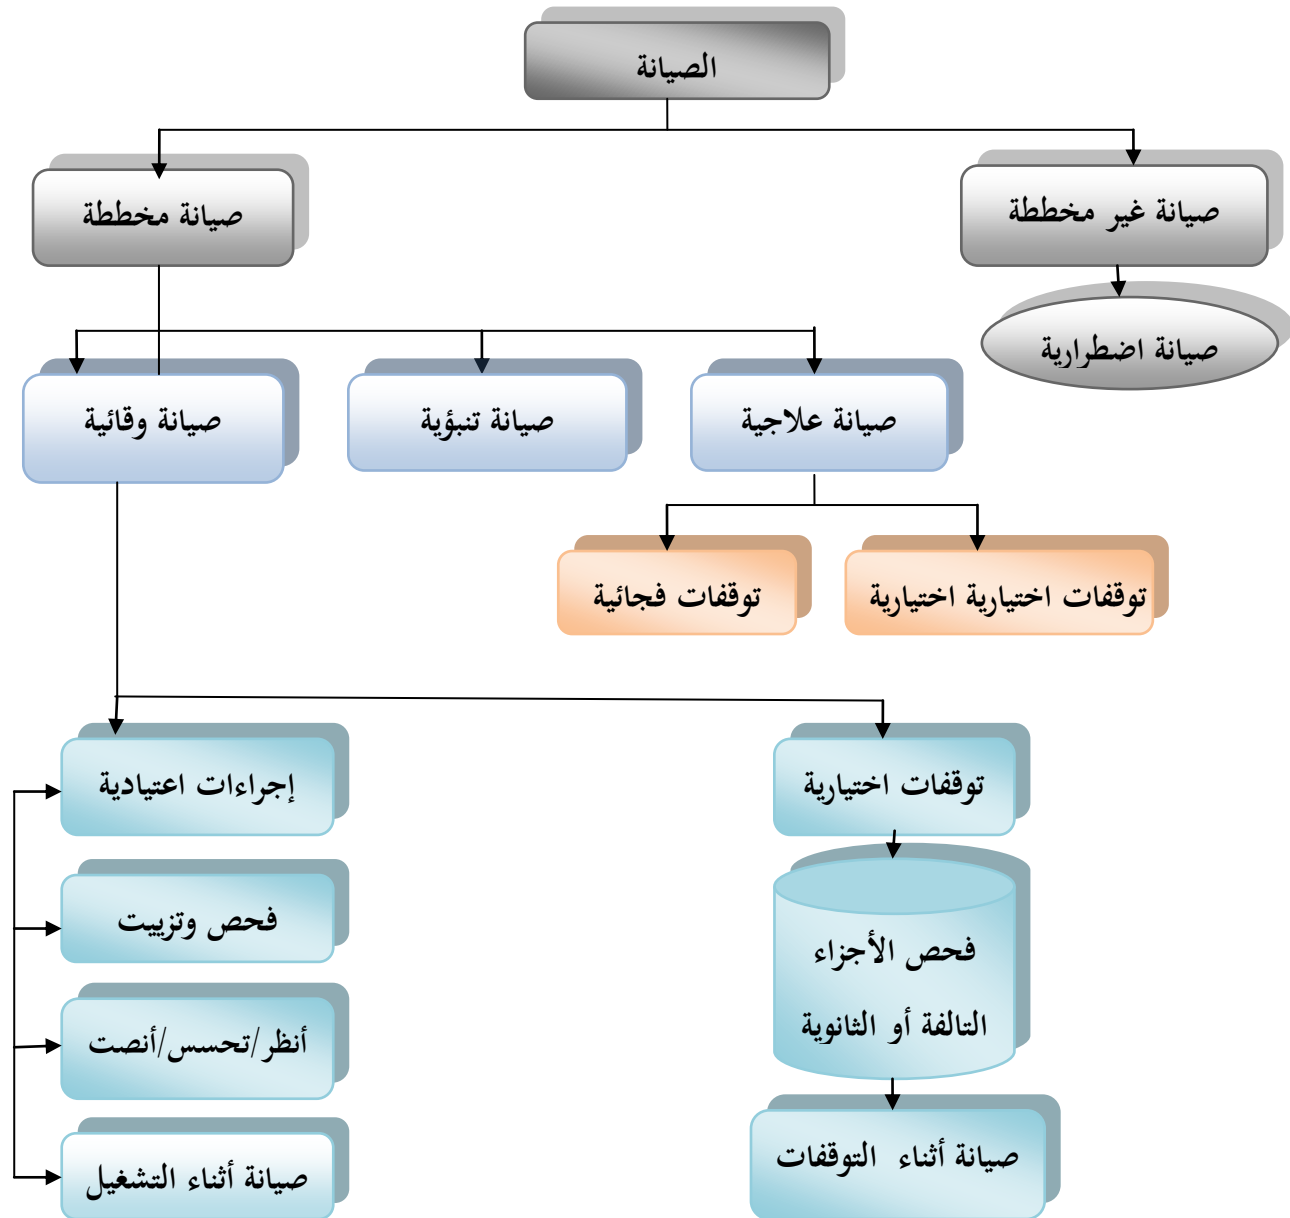 الصيانة
صيانة غير مخططة
صيانة مخططة
صيانة اضطرارية
صيانة علاجية
صيانة تنبؤية
صيانة وقائية
توقفات اختيارية اختيارية
توقفات فجائية
توقفات اختيارية
إجراءات اعتيادية
فحص وتزييت
فحص الأجزاء
التالفة أو الثانوية
أنظر/تحسس/أنصت
صيانة أثناء التوقفات
صيانة أثناء التشغيل